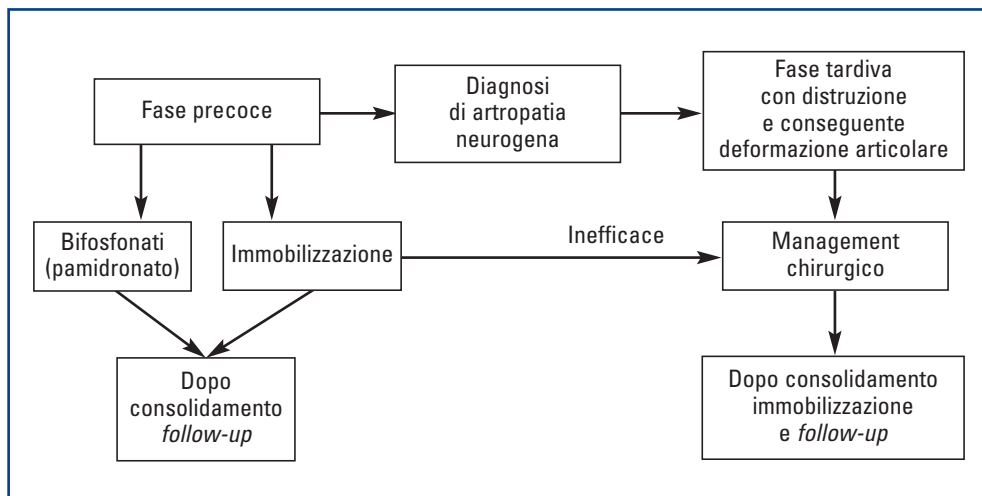 Fase precoce
Diagnosi
di artropatia
neurogena
Fase tardiva
con distruzione
e conseguente
deformazione articolare
Bifosfonati
(pamidronato)
Immobilizzazione
Inefficace
Management
chirurgico
Dopo
consolidamento
follow-up
Dopo consolidamento
immobilizzazione
e follow-up